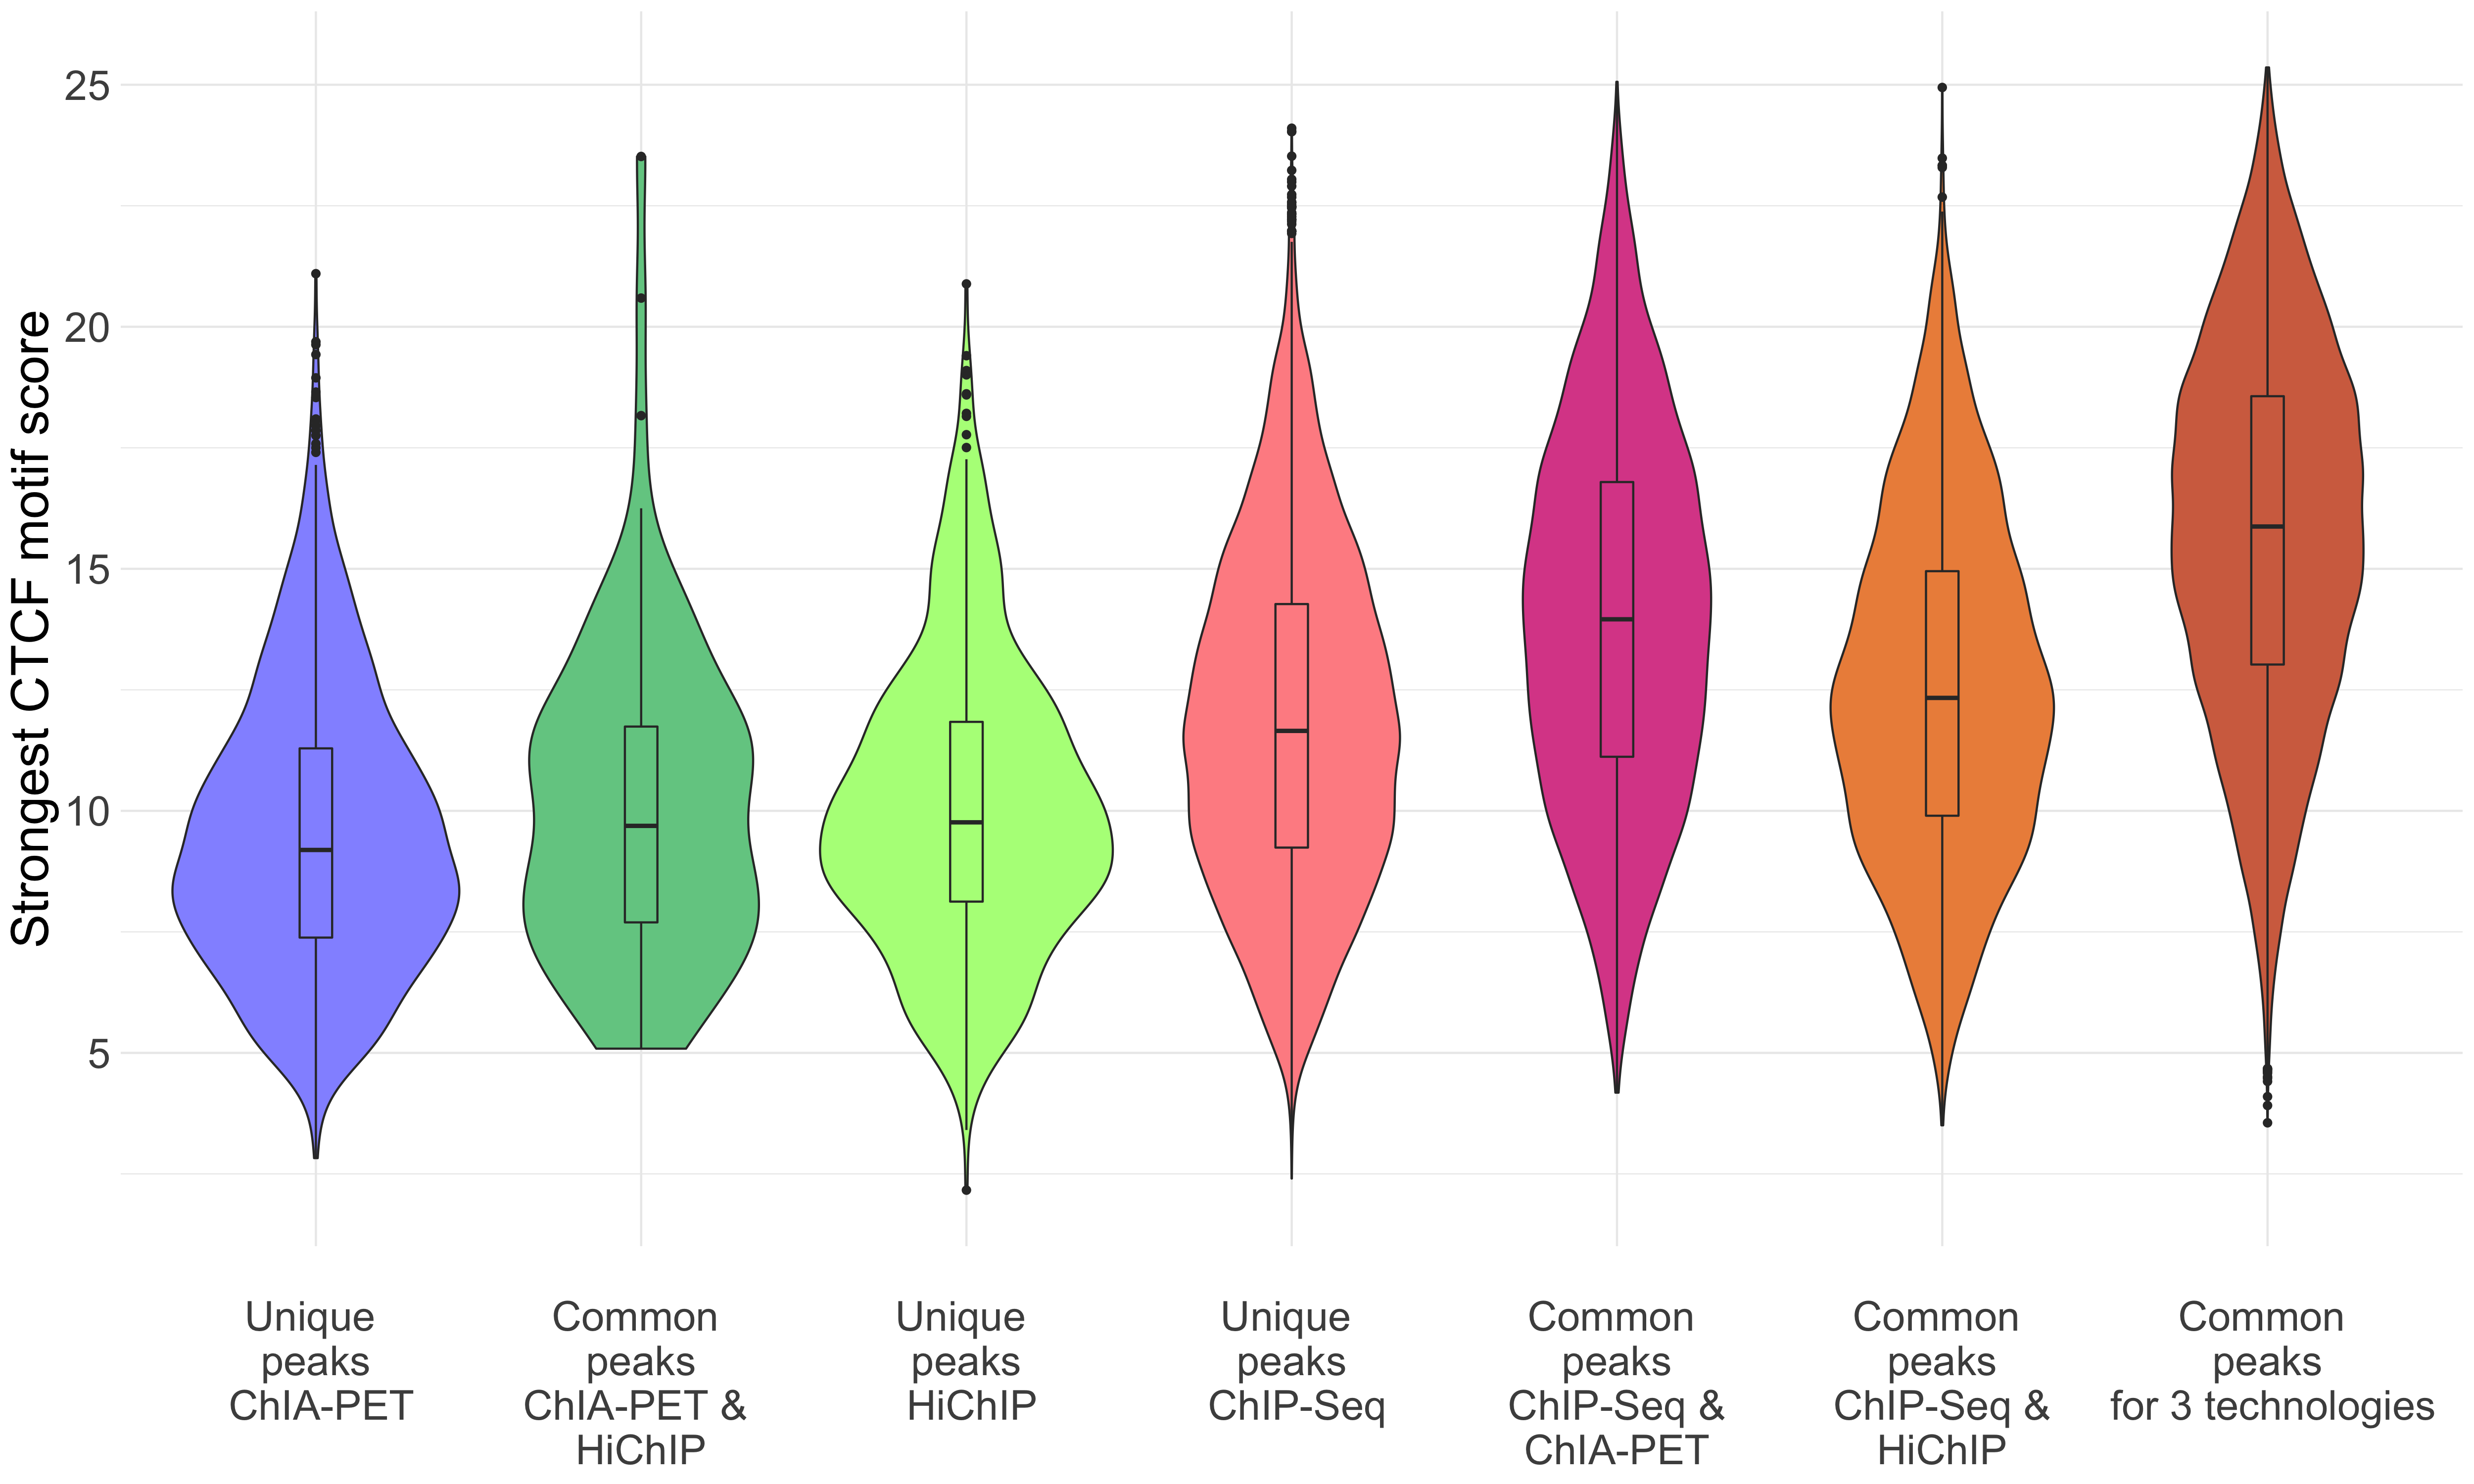 Strongest CTCF motif score
25
20
15
10
5
Unique
peaks
ChIA-PET
Common
peaks
ChIA-PET &
HiChIP
Unique
peaks
HiChIP
Unique
peaks
ChIP-Seq
Common
peaks
ChIP-Seq &
ChIA-PET
Common
peaks
ChIP-Seq &
HiChIP
Common
peaks
for 3 technologies